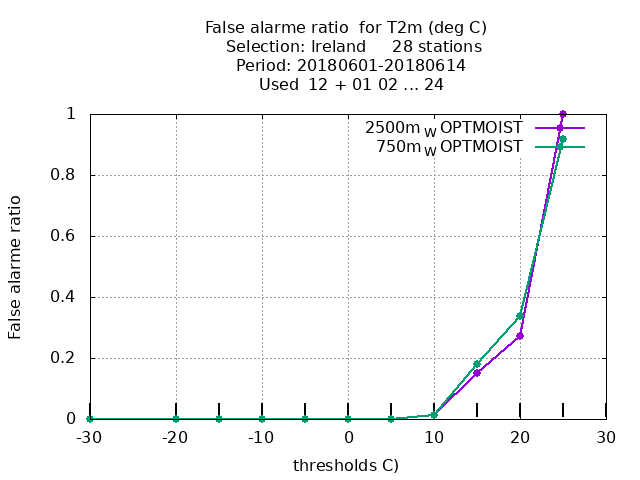 False alarme ratio  for T2m (deg C)
Selection: Ireland     28 stations
Period: 20180601-20180614
Used  12 + 01 02 ... 24
2500m WOPTMOIST
750m WOPTMOIST
False alarme ratio
1
0.8
0.6
0.4
0.2
0
-30 -20 -10 0 10 20 30
thresholds C)